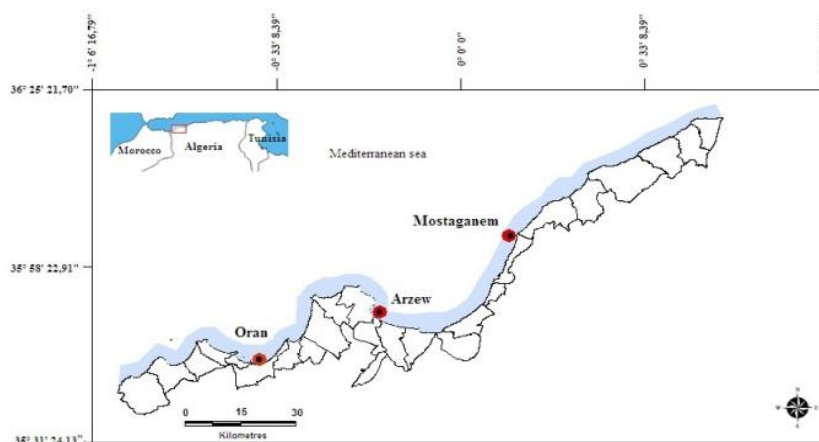 -1° 6' 16,79"
-0° 33' 8,39"
0° 0' 0"
0° 33' 8,39"
36° 25' 21,70"
Morocco
Algeria
Tunisia
Mediterranean sea
Mostaganem
35° 58' 22,91"
Arzew
Oran
0 15 30
Kilometres
35° 31' 24,13"
N
W
E
S